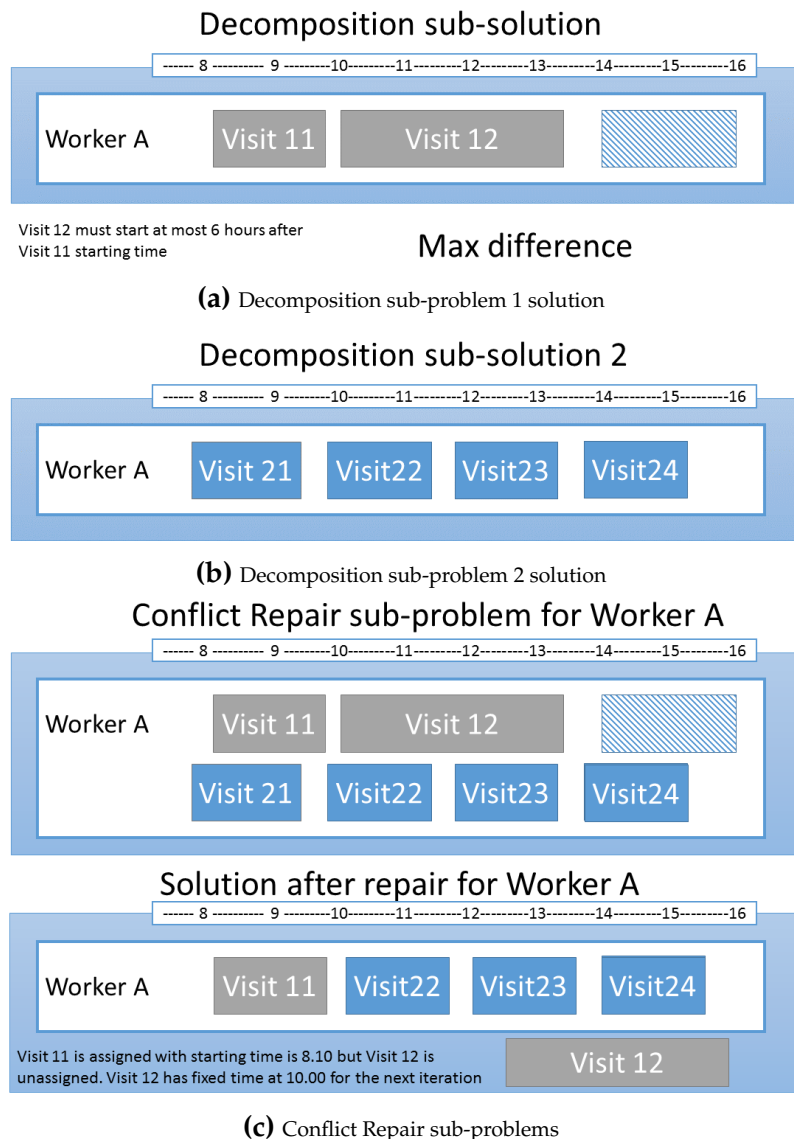 Decomposition sub-solution
------ 8 ---------- 9 ---------10---------11---------12---------13---------14---------15---------16
Worker A
Visit 11
Visit 12
Visit 12 must start at most 6 hours after
Visit 11 starting time
Max difference
(a) Decomposition sub-problem 1 solution
Decomposition sub-solution 2
------ 8 ---------- 9 ---------10---------11---------12---------13---------14---------15---------16
Worker A
Visit 21
Visit22
Visit23
Visit24
(b) Decomposition sub-problem 2 solution
Conflict Repair sub-problem for Worker A
------ 8 ---------- 9 ---------10---------11---------12---------13---------14---------15---------16
Worker A
Visit 11
Visit 12
Visit 21
Visit22
Visit23
Visit24
Solution after repair for Worker A
------ 8 ---------- 9 ---------10---------11---------12---------13---------14---------15---------16
Worker A
Visit 11
Visit22
Visit23
Visit24
Visit 11 is assigned with starting time is 8.10 but Visit 12 is
unassigned. Visit 12 has fixed time at 10.00 for the next iteration
Visit 12
(c) Conflict Repair sub-problems